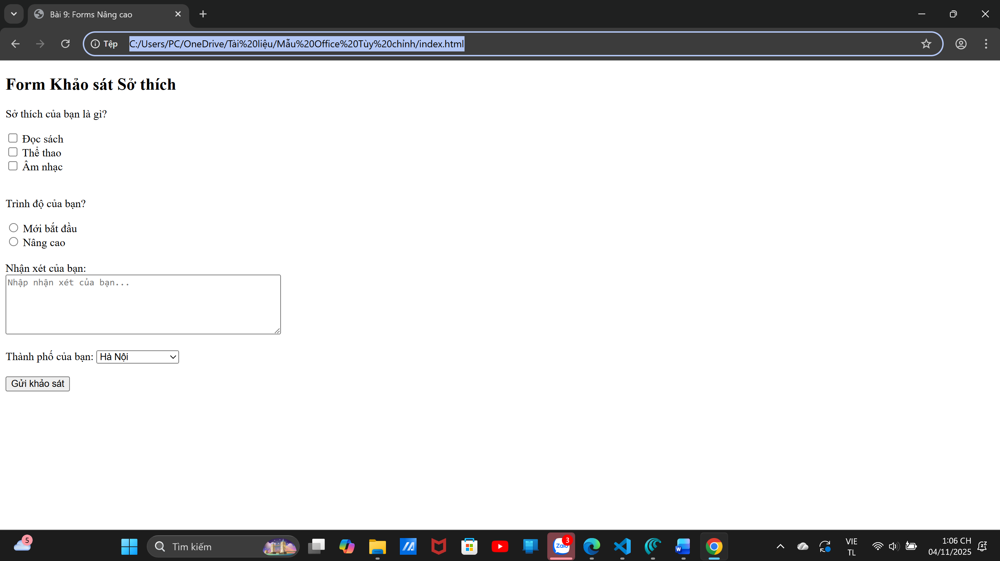 Bài 9: Forms Nâng cao
Tệp C:/Users/PC/OneDrive/Tài%20liệu/Mẫu%20Office%20Tùy%20chỉnh/index.html
Form Khảo sát Sở thích
Sở thích của bạn là gì?
Đọc sách
Thể thao
Âm nhạc
Trình độ của bạn?
Mới bắt đầu
Nâng cao
Nhận xét của bạn:
Nhập nhận xét của bạn...
Thành phố của bạn: Hà Nội
Gửi khảo sát
5
Tìm kiếm
Zalo
3
W
VIE
TL
1:06 CH
04/11/2025